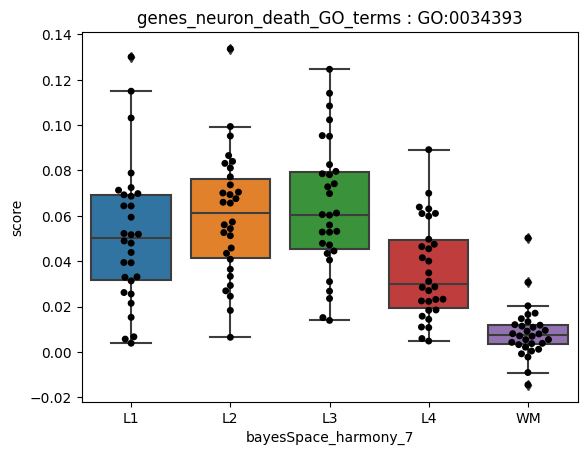 genes_neuron_death_GO_terms : GO:0034393
0.14
0.12
0.10
0.08
0.06
0.04
0.02
0.00
−0.02
score
L1 L2 L3 L4 WM
bayesSpace_harmony_7